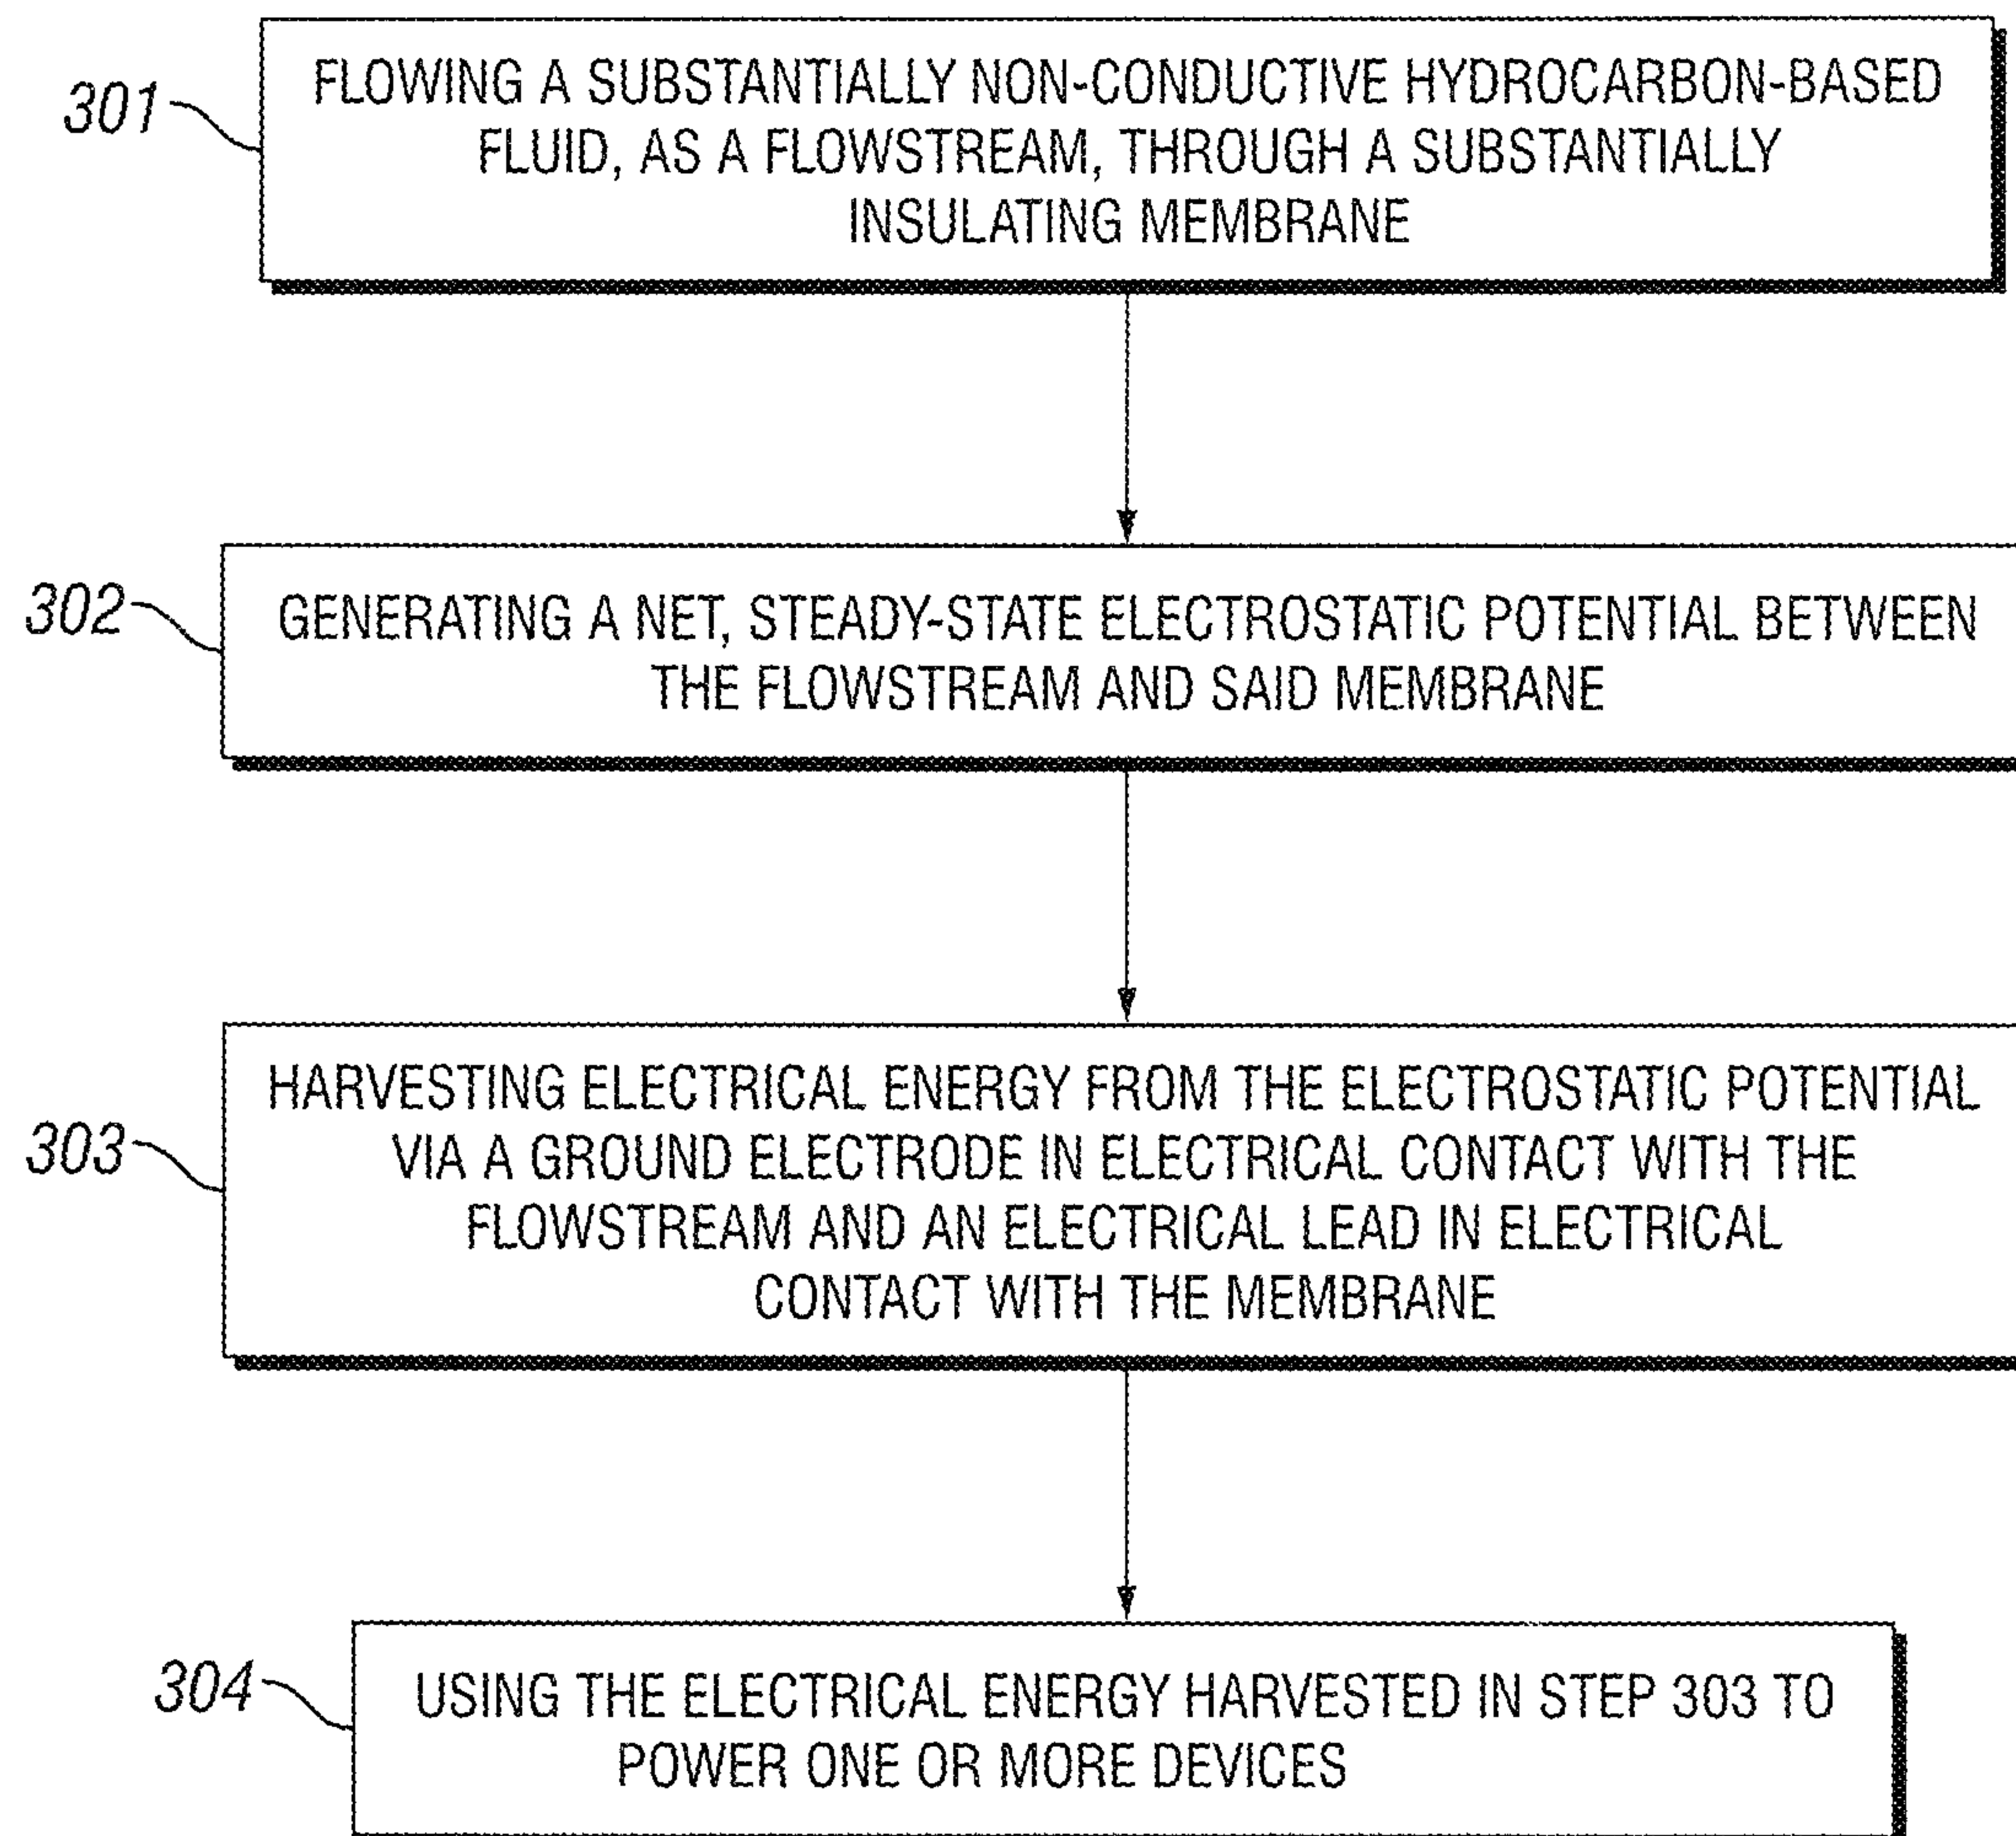 301
FLOWING A SUBSTANTIALLY NON-CONDUCTIVE HYDROCARBON-BASED
FLUID, AS A FLOWSTREAM, THROUGH A SUBSTANTIALLY
INSULATING MEMBRANE
302
GENERATING A NET, STEADY-STATE ELECTROSTATIC POTENTIAL BETWEEN
THE FLOWSTREAM AND SAID MEMBRANE
303
HARVESTING ELECTRICAL ENERGY FROM THE ELECTROSTATIC POTENTIAL
VIA A GROUND ELECTRODE IN ELECTRICAL CONTACT WITH THE
FLOWSTREAM AND AN ELECTRICAL LEAD IN ELECTRICAL
CONTACT WITH THE MEMBRANE
304
USING THE ELECTRICAL ENERGY HARVESTED IN STEP 303 TO
POWER ONE OR MORE DEVICES